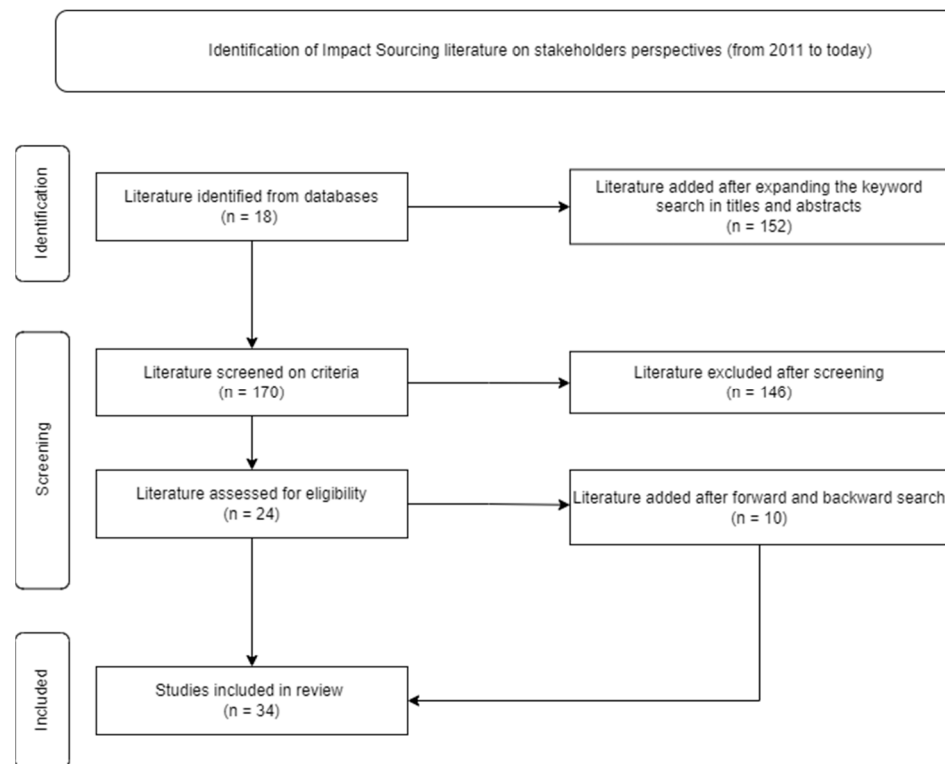 Identification of Impact Sourcing literature on stakeholders perspectives (from 2011 to today)
Identification
Literature identified from databases
(n = 18)
Literature added after expanding the keyword
search in titles and abstracts
(n = 152)
Screening
Literature screened on criteria
(n = 170)
Literature excluded after screening
(n = 146)
Literature assessed for eligibility
(n = 24)
Literature added after forward and backward search
(n = 10)
Included
Studies included in review
(n = 34)